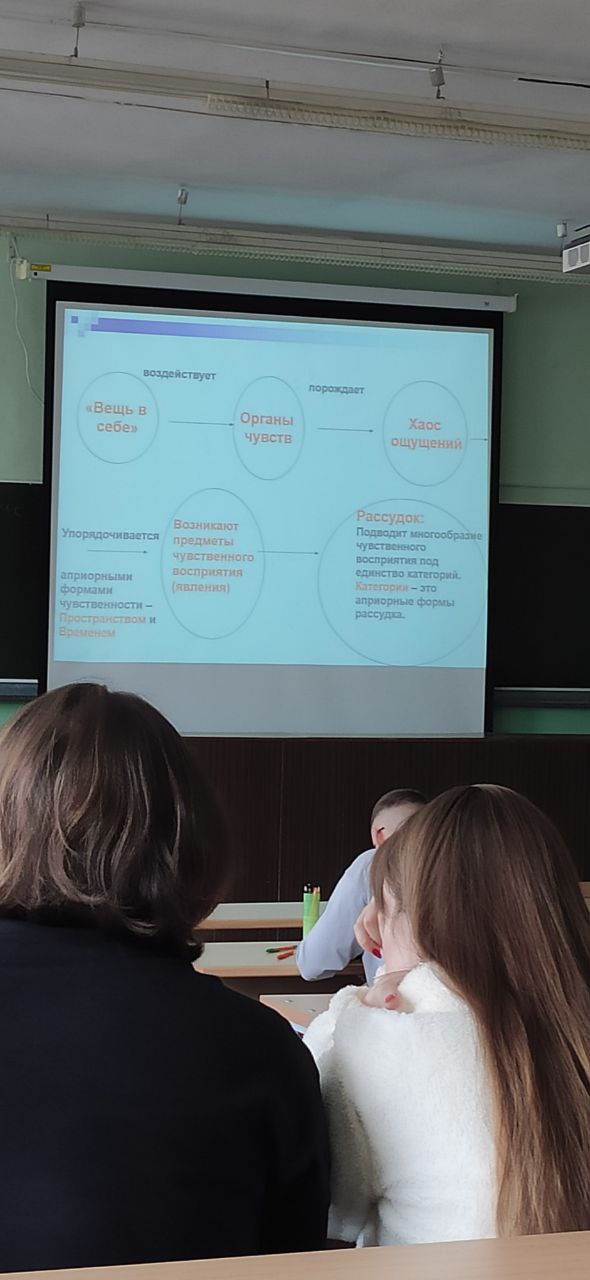 воздействует
порождает
«Вещь в
себе»
Органы
чувств
Хаос
ощущений
Упорядочивается
априорными
формами
чувственности –
Пространством и
Временем
Возникают
предметы
чувственного
восприятия
(явления)
Рассудок:
Подводит многообразие
чувственного
восприятия под
единство категорий.
Категории – это
априорные формы
рассудка.